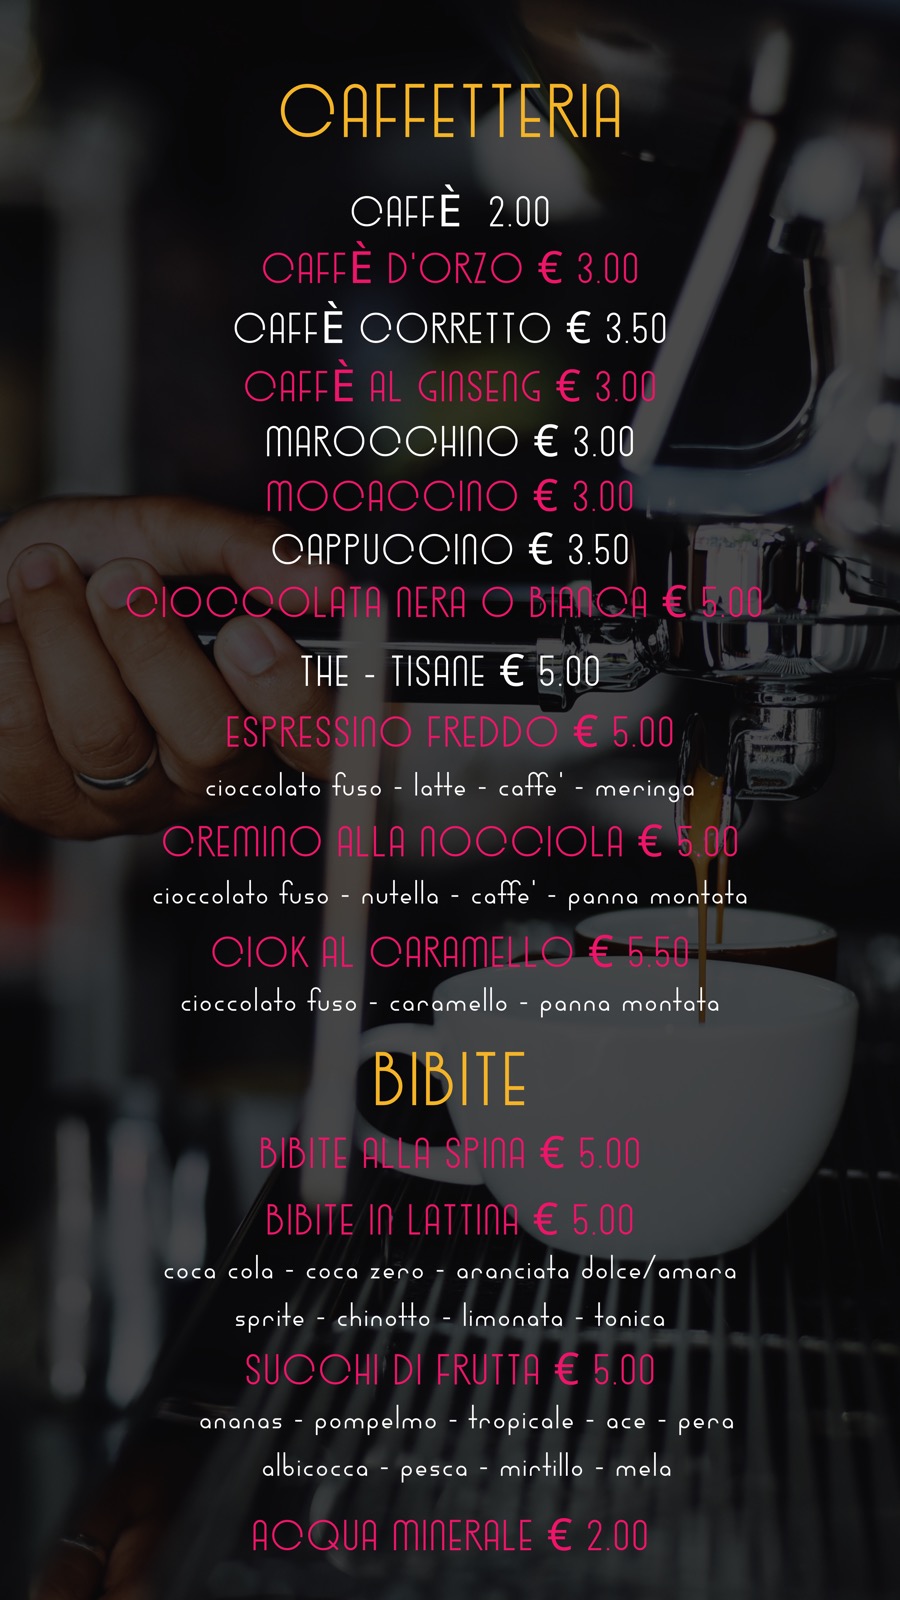 CAFFETTERIA
CAFFÈ 2.00
CAFFÈ D'ORZO € 3.00
CAFFÈ CORRETTO € 3.50
CAFFÈ AL GINSENG € 3.00
MAROCCHINO € 3.00
MOCACCINO € 3.00
CAPPUCCINO € 3.50
CIOCCOLATA NERA O BIANCA € 5.00
THE - TISANE € 5.00
ESPRESSINO FREDDO € 5.00
cioccolato fuso - latte - caffe' - meringa
CREMINO ALLA NOCCIOLA € 5.00
cioccolato fuso - nutella - caffe' - panna montata
CIOK AL CARAMELLO € 5.50
cioccolato fuso - caramello - panna montata
BIBITE
BIBITE ALLA SPINA € 5.00
BIBITE IN LATTINA € 5.00
coca cola - coca zero - aranciata dolce/amara
sprite - chinotto - limonata - tonica
SUCCHI DI FRUTTA € 5.00
ananas - pompelmo - tropicale - ace - pera
albicocca - pesca - mirtillo - mela
ACQUA MINERALE € 2.00